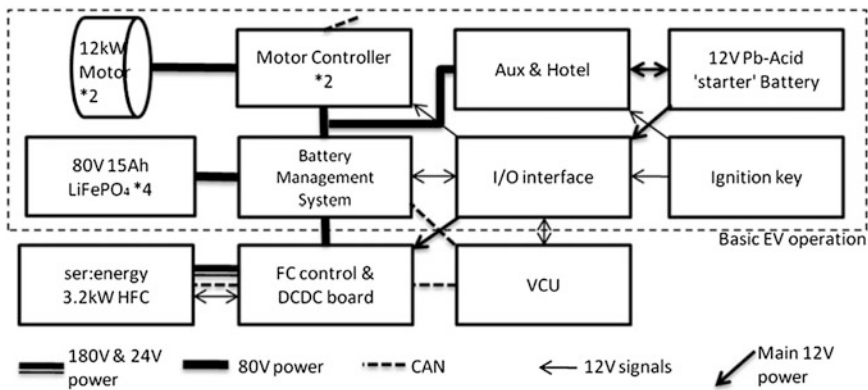 12kW
Motor
*2
Motor Controller
*2
Aux & Hotel
12V Pb-Acid
'starter' Battery
80V 15Ah
LiFePO₄ *4
Battery
Management
System
I/O interface
Ignition key
Basic EV operation
ser:energy
3.2kW HFC
FC control &
DCDC board
VCU
180V & 24V
power
80V power
CAN
12V signals
Main 12V
power